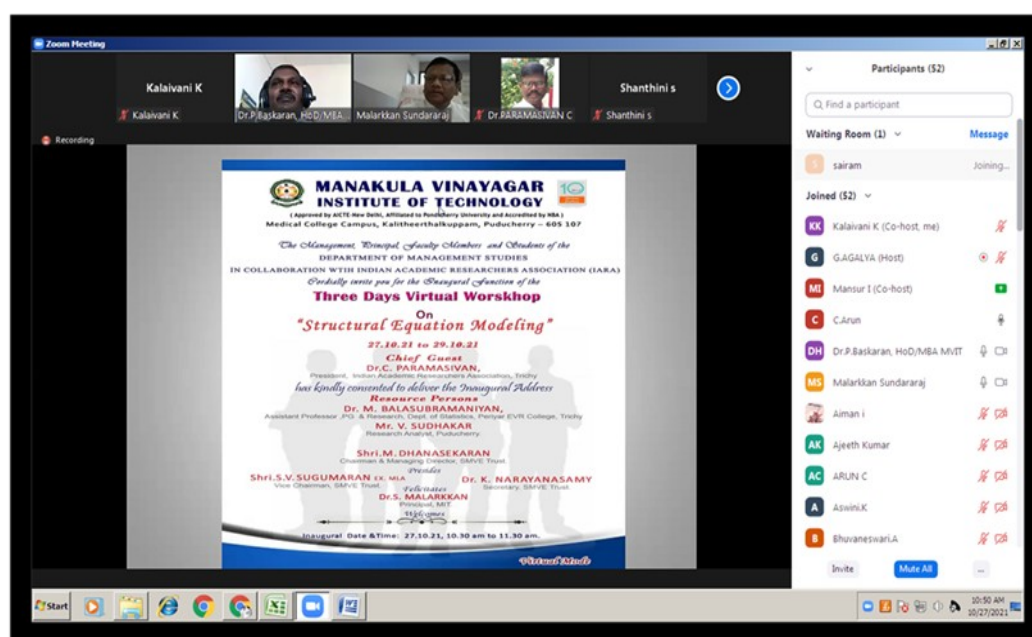 Zoom Meeting
Kalaivani K
Shanthini s
Kalaivani K
Dr.P.Baskaran, HoD/MBA...
Malarkkan Sundararaj
Dr.PARAMASIVAN C
Shanthini s
Recording
MANAKULA VINAYAGAR
INSTITUTE OF TECHNOLOGY
( Approved by AICTE-New Delhi, Affiliated to Pondicherry University and Accredited by NBA )
Medical College Campus, Kalitheerthalkuppam, Puducherry – 605 107
The Management, Principal, Faculty Members and Students of the
DEPARTMENT OF MANAGEMENT STUDIES
IN COLLABORATION WTIH INDIAN ACADEMIC RESEARCHERS ASSOCIATION (IARA)
Cordially invite you for the Inaugural Function of the
Three Days Virtual Worskhop
On
"Structural Equation Modeling"
27.10.21 to 29.10.21
Chief Guest
Dr.C. PARAMASIVAN,
President, Indian Academic Researchers Association, Trichy
has kindly consented to deliver the Inaugural Address
Resource Persons
Dr. M. BALASUBRAMANIYAN,
Assistant Professor ,PG. & Research, Dept. of Statistics, Periyar EVR College, Trichy
Mr. V. SUDHAKAR
Research Analyst, Puducherry.
Shri.M. DHANASEKARAN
Chairman & Managing Director, SMVE Trust.
Presides
Shri.S.V.SUGUMARAN EX. MLA
Vice Chairman, SMVE Trust.
Dr. K. NARAYANASAMY
Secretary, SMVE Trust.
Felicitates
Dr.S. MALARKKAN
Principal, MIT.
Welcomes
Inaugural Date &Time: 27.10.21, 10.30 am to 11.30 am.
Virtual Mode
Participants (52)
Find a participant
Waiting Room (1)
Message
S
sairam
Joining...
Joined (52)
KK
Kalaivani K (Co-host, me)
G
G.AGALYA (Host)
MI
Mansur I (Co-host)
C
C.Arun
DH
Dr.P.Baskaran, HoD/MBA MVIT
MS
Malarkkan Sundararaj
Aiman i
AK
Ajeeth Kumar
AC
ARUN C
A
Aswini.K
B
Bhuvaneswari.A
Invite
Mute All
...
Start
10:50 AM
10/27/2021